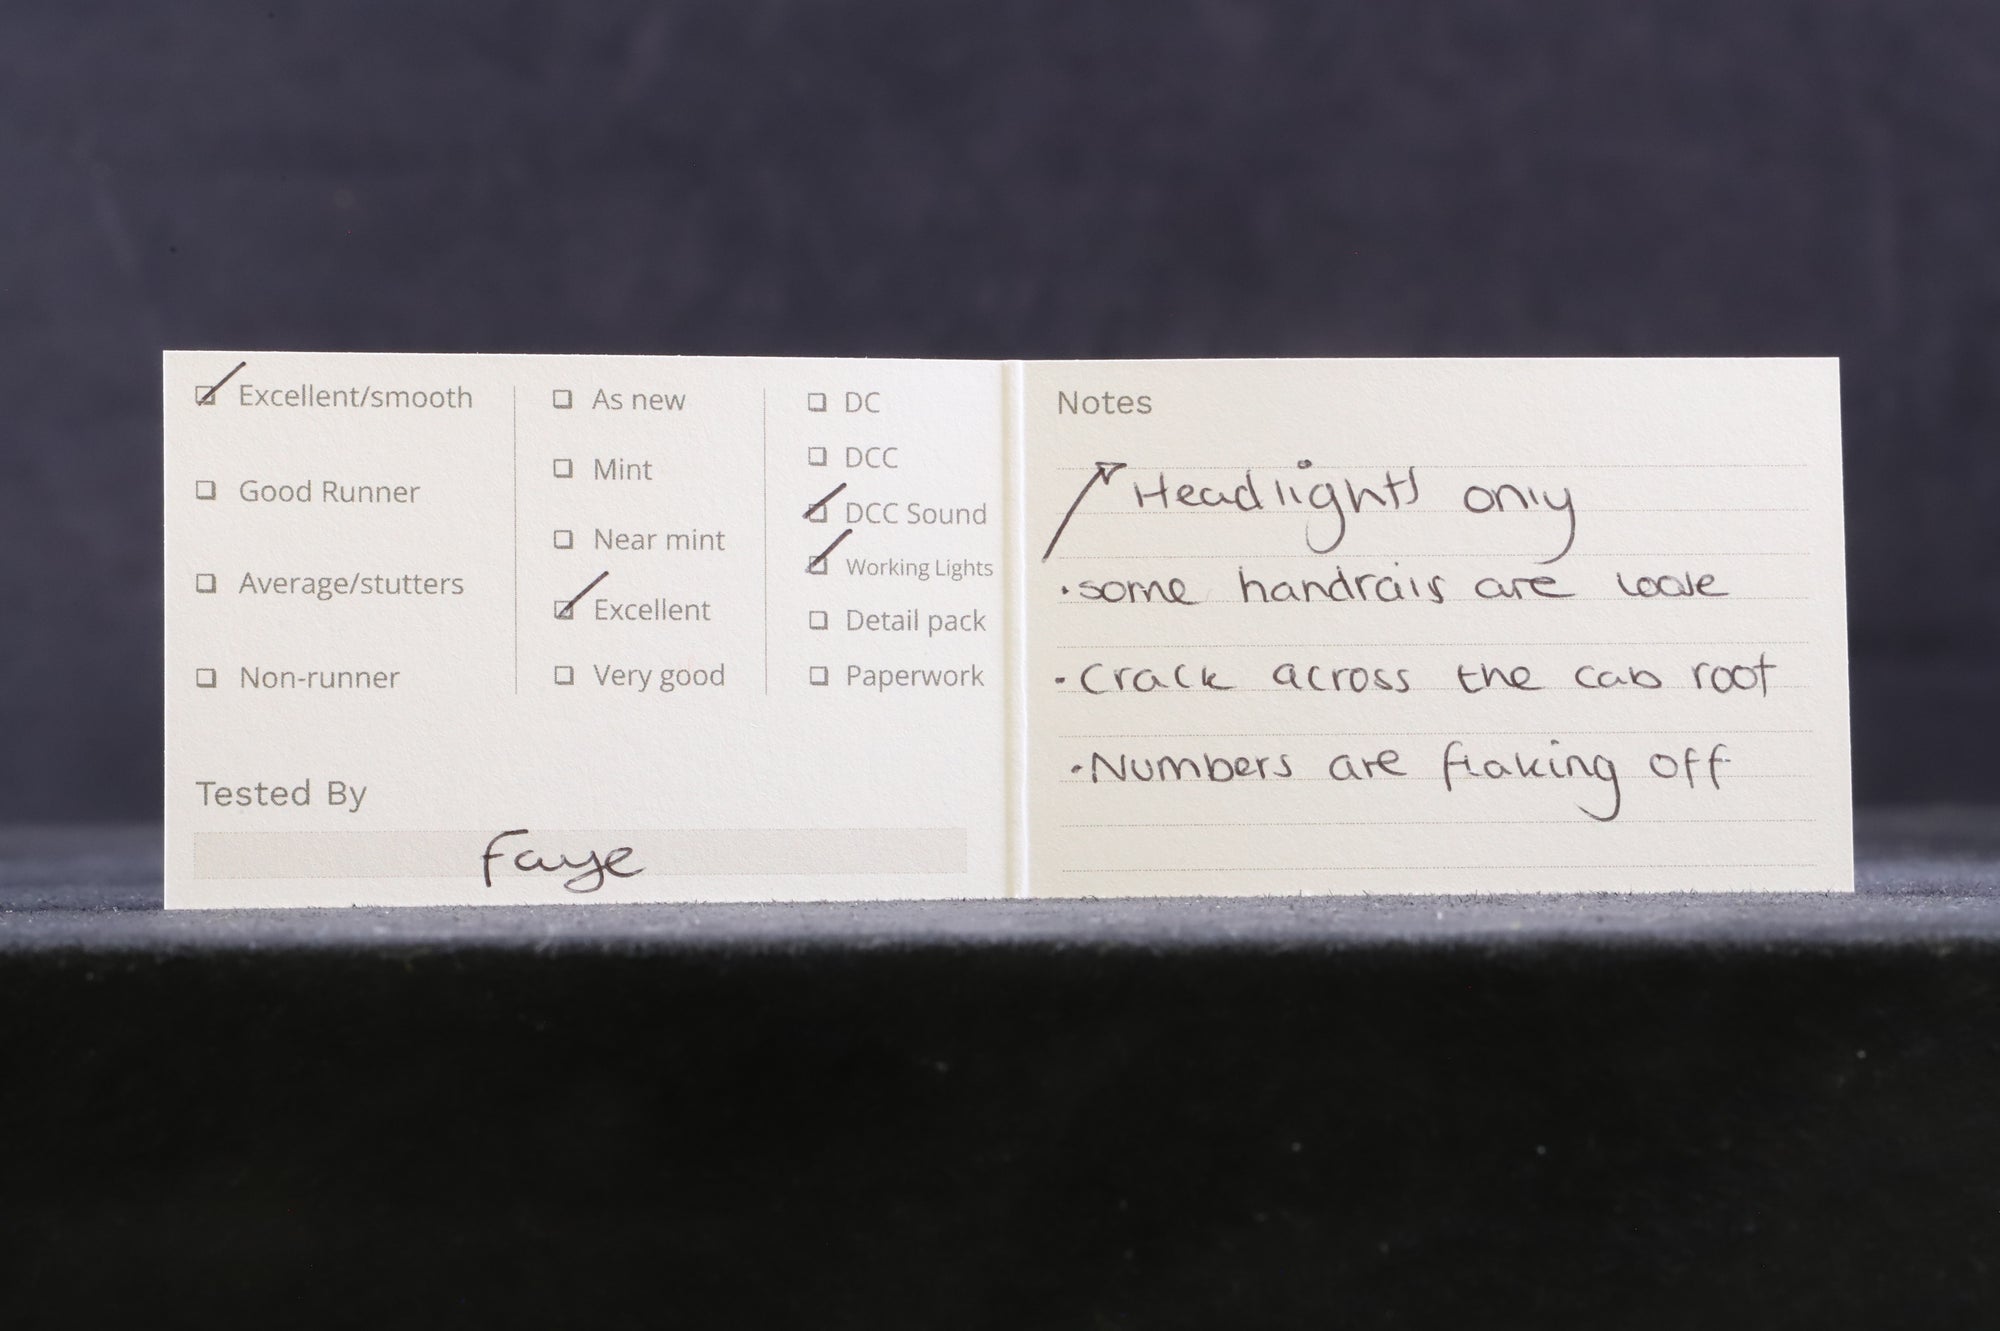 Excellent/smooth
Good Runner
Average/stutters
Non-runner
As new
Mint
Near mint
Excellent
Very good
DC
DCC
DCC Sound
Working Lights
Detail pack
Paperwork
Tested By
Faye
Notes
Headlights only
• some handrails are loose
• Crack across the cab roof
• Numbers are flaking off